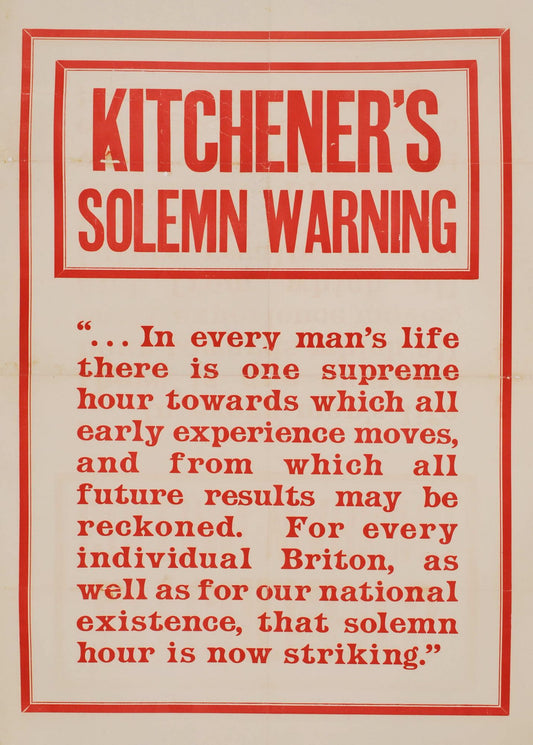 KITCHENER'S
SOLEMN WARNING
“... In every man's life
there is one supreme
hour towards which all
early experience moves,
and from which all
future results may be
reckoned. For every
individual Briton, as
well as for our national
existence, that solemn
hour is now striking.”